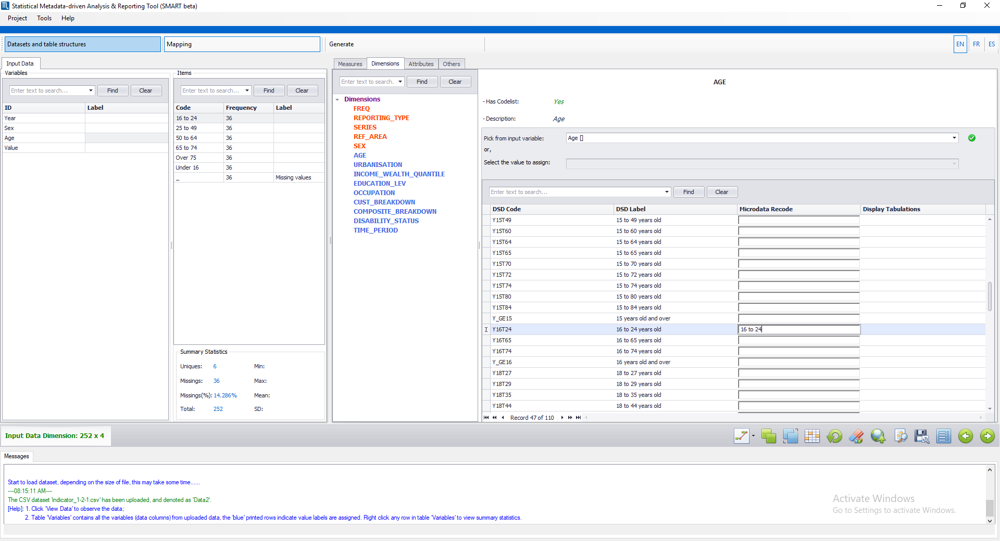 Statistical Metadata-driven Analysis & Reporting Tool (SMART beta)
Project Tools Help
Datasets and table structures Mapping Generate EN FR ES
Input Data
Variables
Enter text to search... Find Clear
ID Label
Year
Sex
Age
Value
Items
Enter text to search... Find Clear
Code Frequency Label
16 to 24 36
25 to 49 36
50 to 64 36
65 to 74 36
Over 75 36
Under 16 36
_ 36 Missing values
Summary Statistics
Uniques: 6 Min:
Missings: 36 Max:
Missings(%): 14.286% Mean:
Total: 252 SD:
Measures Dimensions Attributes Others
Enter text to search. Find Clear
Dimensions
FREQ
REPORTING_TYPE
SERIES
REF_AREA
SEX
AGE
URBANISATION
INCOME_WEALTH_QUANTILE
EDUCATION_LEV
OCCUPATION
CUST_BREAKDOWN
COMPOSITE_BREAKDOWN
DISABILITY_STATUS
TIME_PERIOD
AGE
- Has Codelist: Yes
- Description: Age
Pick from input variable: Age []
or,
Select the value to assign:
Enter text to search... Find Clear
DSD Code DSD Label Microdata Recode Display Tabulations
Y15T49 15 to 49 years old
Y15T60 15 to 60 years old
Y15T64 15 to 64 years old
Y15T65 15 to 65 years old
Y15T70 15 to 70 years old
Y15T72 15 to 72 years old
Y15T74 15 to 74 years old
Y15T80 15 to 80 years old
Y15T84 15 to 84 years old
Y_GE15 15 years old and over
Y16T24 16 to 24 years old 16 to 24
Y16T65 16 to 65 years old
Y16T74 16 to 74 years old
Y_GE16 16 years old and over
Y18T27 18 to 27 years old
Y18T29 18 to 29 years old
Y18T35 18 to 35 years old
Y18T44 18 to 44 years old
Record 47 of 110
Input Data Dimension: 252 x 4
Messages
Start to load dataset, depending on the size of file, this may take some time......
----08:15:11 AM----
The CSV dataset 'indicator_1-2-1.csv' has been uploaded, and denoted as 'Data2'.
[Help]: 1. Click 'View Data' to observe the data;
2. Table 'Variables' contains all the variables (data columns) from uploaded data, the 'blue' printed rows indicate value labels are assigned. Right click any row in table 'Variables' to view summary statistics.
Activate Windows
Go to Settings to activate Windows.